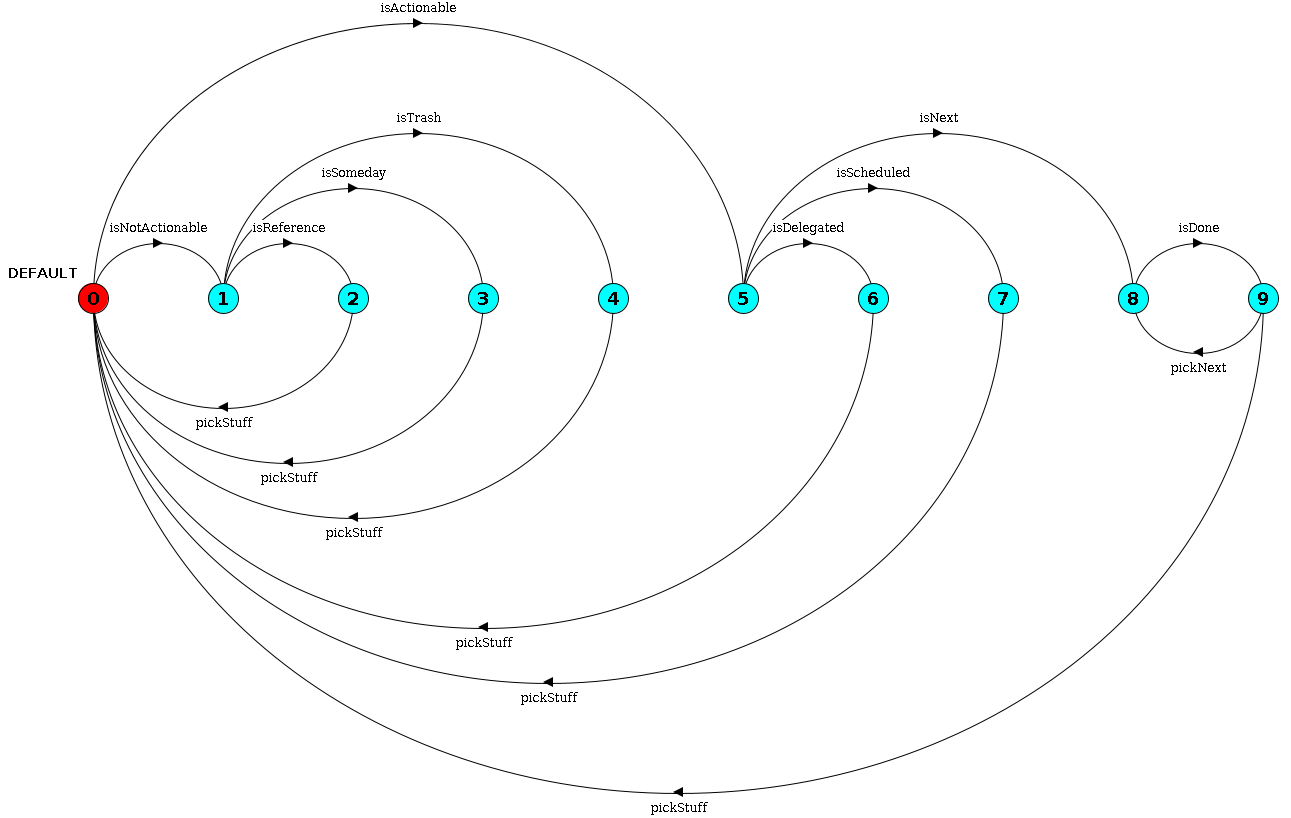 isActionable
isTrash
isNext
isSomeday
isScheduled
isNotActionable
isReference
isDelegated
isDone
DEFAULT
0
1
2
3
4
5
6
7
8
9
pickNext
pickStuff
pickStuff
pickStuff
pickStuff
pickStuff
pickStuff